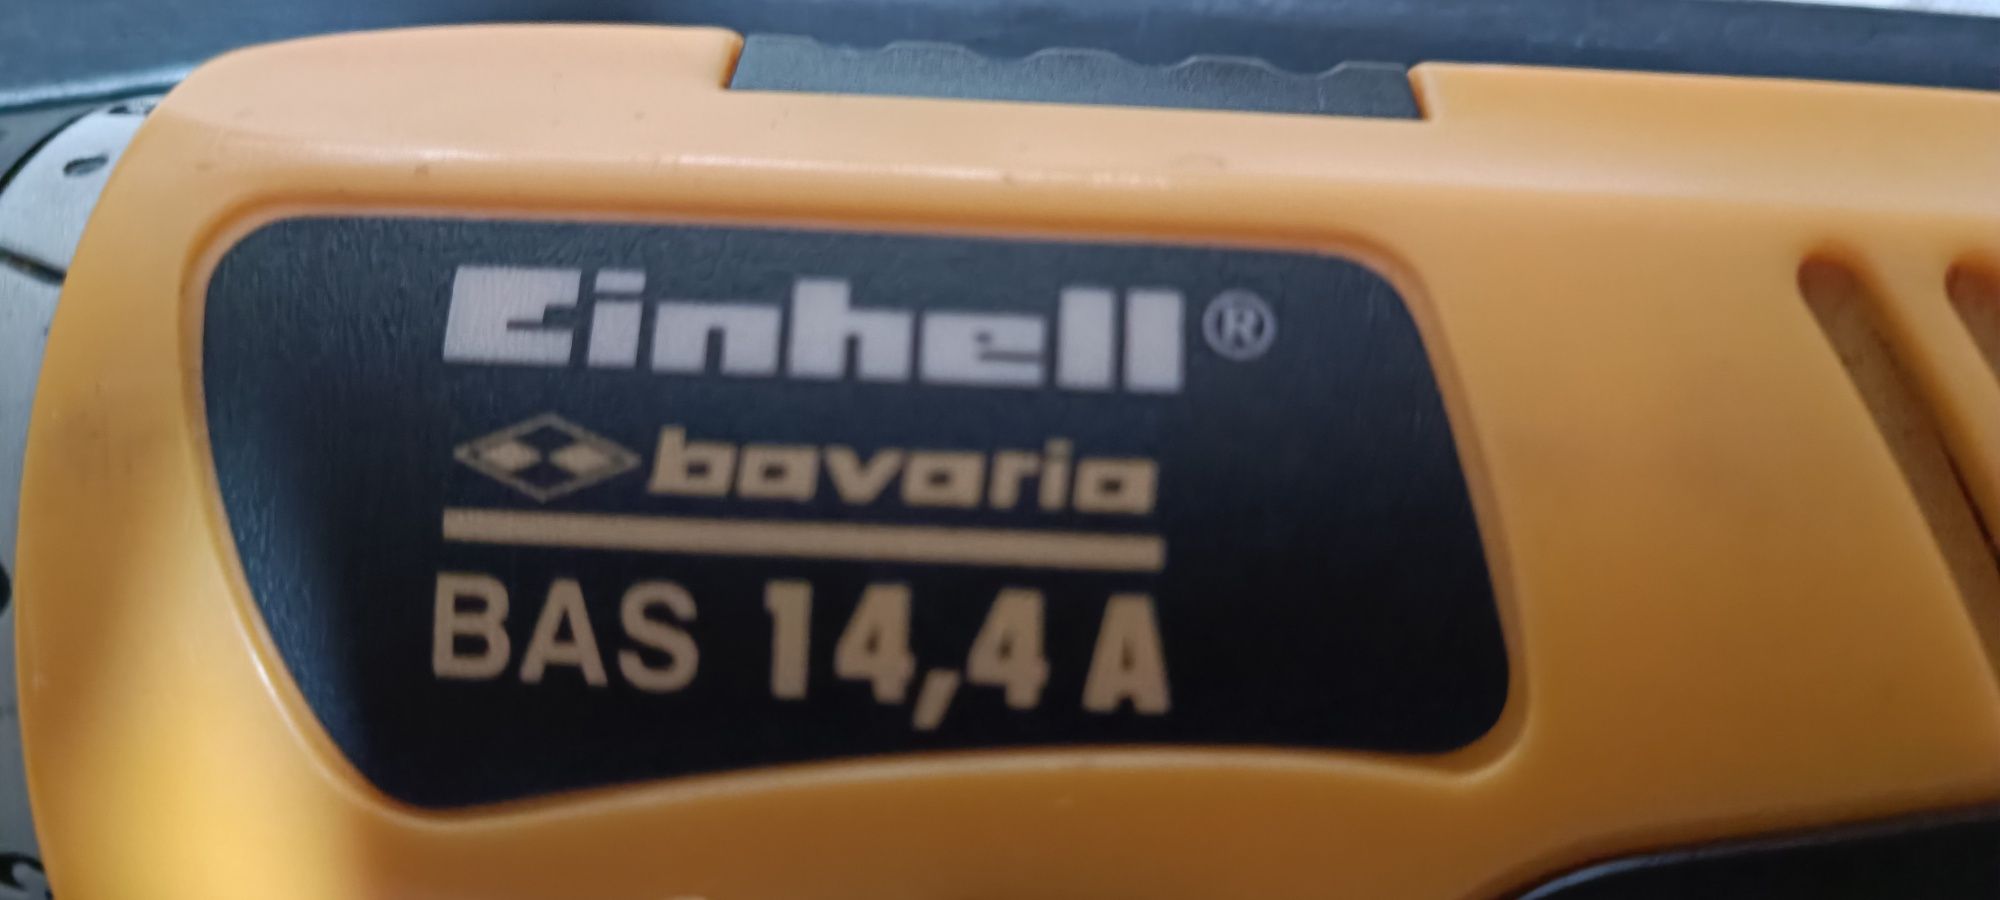 Einhell®
bavaria
BAS 14,4 A